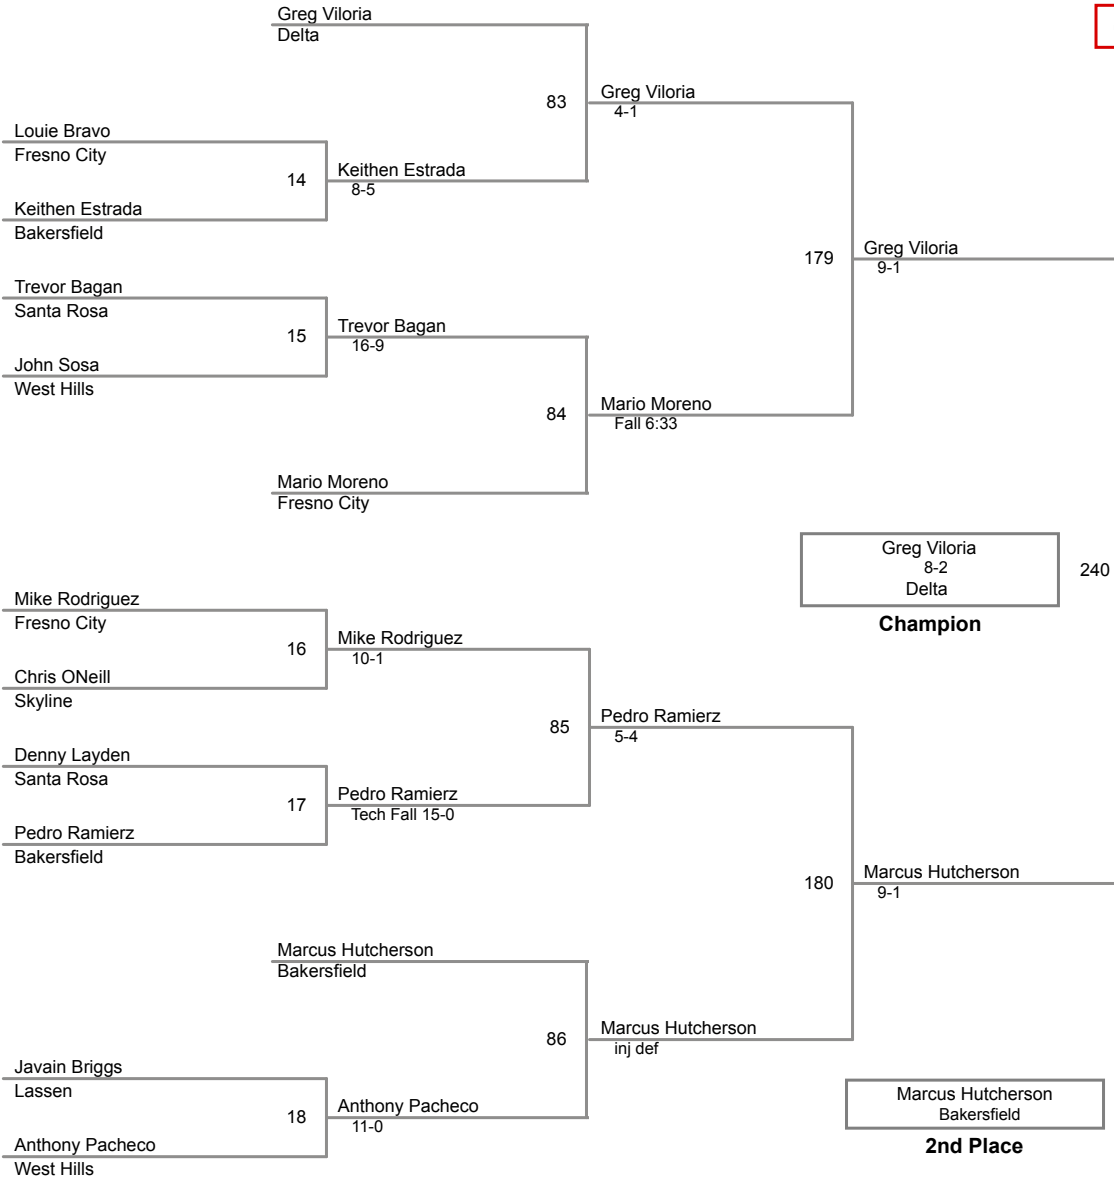 Greg Viloria
Delta
83
Greg Viloria
4-1
Louie Bravo
Fresno City
14
Keithen Estrada
8-5
Keithen Estrada
Bakersfield
179
Greg Viloria
9-1
Trevor Bagan
Santa Rosa
15
Trevor Bagan
16-9
John Sosa
West Hills
84
Mario Moreno
Fall 6:33
Mario Moreno
Fresno City
Greg Viloria
8-2
Delta
240
Champion
Mike Rodriguez
Fresno City
16
Mike Rodriguez
10-1
Chris ONeill
Skyline
85
Pedro Ramierz
5-4
Denny Layden
Santa Rosa
17
Pedro Ramierz
Tech Fall 15-0
Pedro Ramierz
Bakersfield
180
Marcus Hutcherson
9-1
Marcus Hutcherson
Bakersfield
86
Marcus Hutcherson
inj def
Javain Briggs
Lassen
18
Anthony Pacheco
11-0
Anthony Pacheco
West Hills
Marcus Hutcherson
Bakersfield
2nd Place